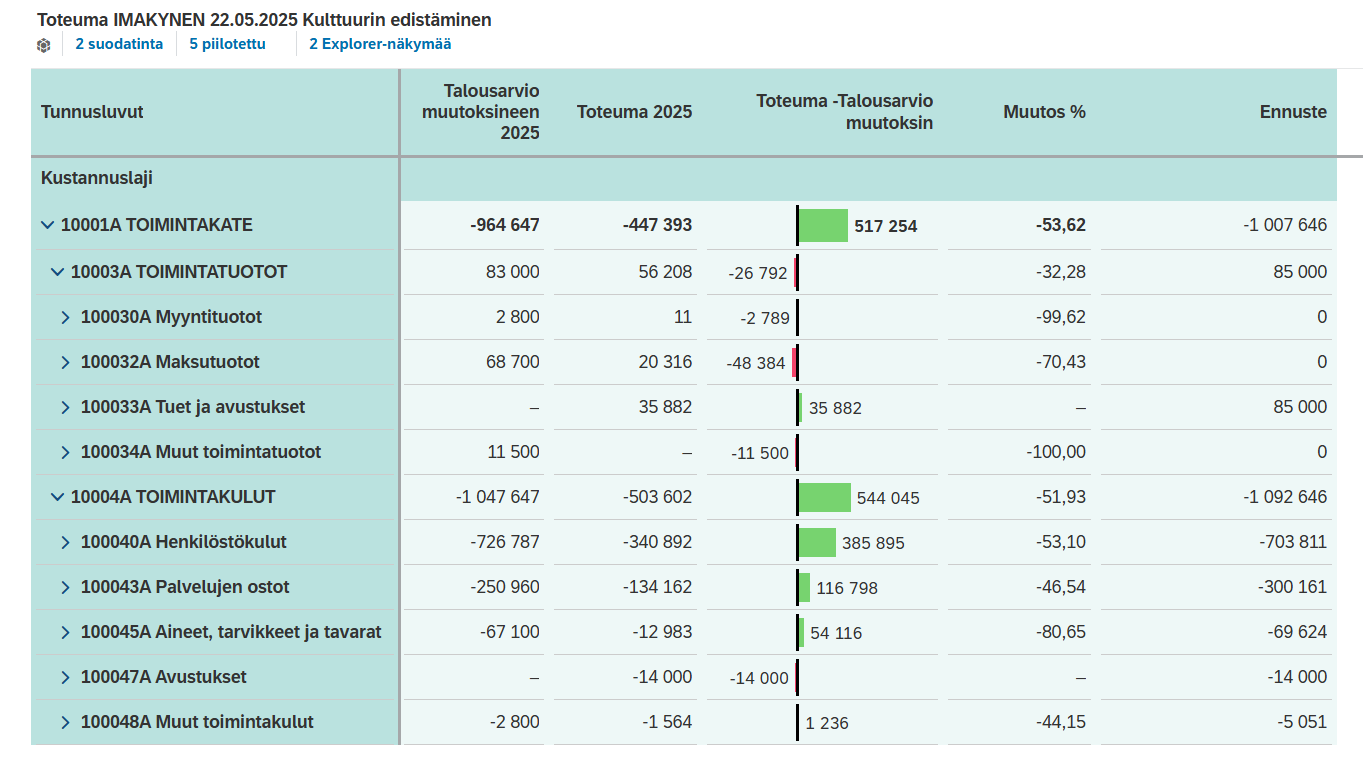 Toteuma IMAKYNEN 22.05.2025 Kulttuurin edistäminen
2 suodatinta 5 piilotettu 2 Explorer-näkymää
Tunnusluvut Talousarvio muutoksineen 2025 Toteuma 2025 Toteuma -Talousarvio muutoksin Muutos % Ennuste
Kustannuslaji
10001A TOIMINTAKATE -964 647 -447 393 517 254 -53,62 -1 007 646
10003A TOIMINTATUOTOT 83 000 56 208 -26 792 -32,28 85 000
100030A Myyntituotot 2 800 11 -2 789 -99,62 0
100032A Maksutuotot 68 700 20 316 -48 384 -70,43 0
100033A Tuet ja avustukset – 35 882 35 882 – 85 000
100034A Muut toimintatuotot 11 500 – -11 500 -100,00 0
10004A TOIMINTAKULUT -1 047 647 -503 602 544 045 -51,93 -1 092 646
100040A Henkilöstökulut -726 787 -340 892 385 895 -53,10 -703 811
100043A Palvelujen ostot -250 960 -134 162 116 798 -46,54 -300 161
100045A Aineet, tarvikkeet ja tavarat -67 100 -12 983 54 116 -80,65 -69 624
100047A Avustukset – -14 000 -14 000 – -14 000
100048A Muut toimintakulut -2 800 -1 564 1 236 -44,15 -5 051